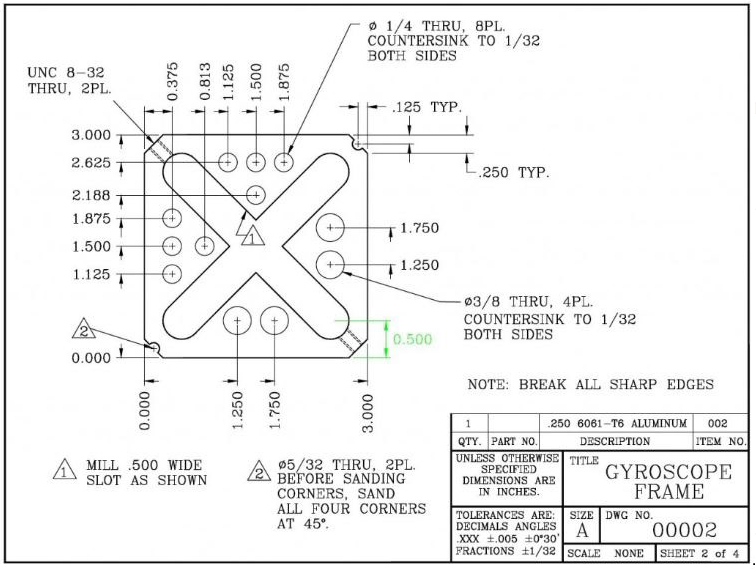 ø 1/4 THRU, 8PL.
COUNTERSINK TO 1/32
BOTH SIDES
UNC 8-32
THRU, 2PL.
0.375
0.813
1.125
1.500
1.875
.125 TYP.
.250 TYP.
3.000
2.625
2.188
1.875
1.500
1.125
0.000
1
1.750
1.250
ø3/8 THRU, 4PL.
COUNTERSINK TO 1/32
BOTH SIDES
2
0.500
0.000
1.250
1.750
3.000
NOTE: BREAK ALL SHARP EDGES
1 MILL .500 WIDE
SLOT AS SHOWN
2 ø5/32 THRU, 2PL.
BEFORE SANDING
CORNERS, SAND
ALL FOUR CORNERS
AT 45°.
1 .250 6061-T6 ALUMINUM 002
QTY. PART NO. DESCRIPTION ITEM NO.
UNLESS OTHERWISE
SPECIFIED
DIMENSIONS ARE
IN INCHES.
TITLE
GYROSCOPE
FRAME
TOLERANCES ARE:
DECIMALS ANGLES
.XXX ±.005 ±0°30'
FRACTIONS ±1/32
SIZE
A
DWG NO.
00002
SCALE NONE
SHEET 2 of 4